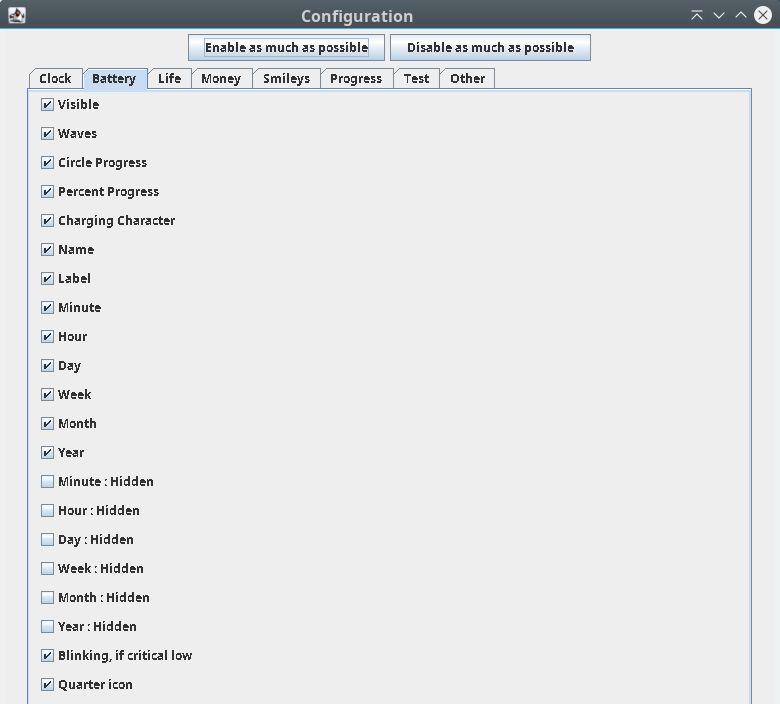 Configuration
Enable as much as possible Disable as much as possible
Clock Battery Life Money Smileys Progress Test Other
Visible
Waves
Circle Progress
Percent Progress
Charging Character
Name
Label
Minute
Hour
Day
Week
Month
Year
Minute : Hidden
Hour : Hidden
Day : Hidden
Week : Hidden
Month : Hidden
Year : Hidden
Blinking, if critical low
Quarter icon